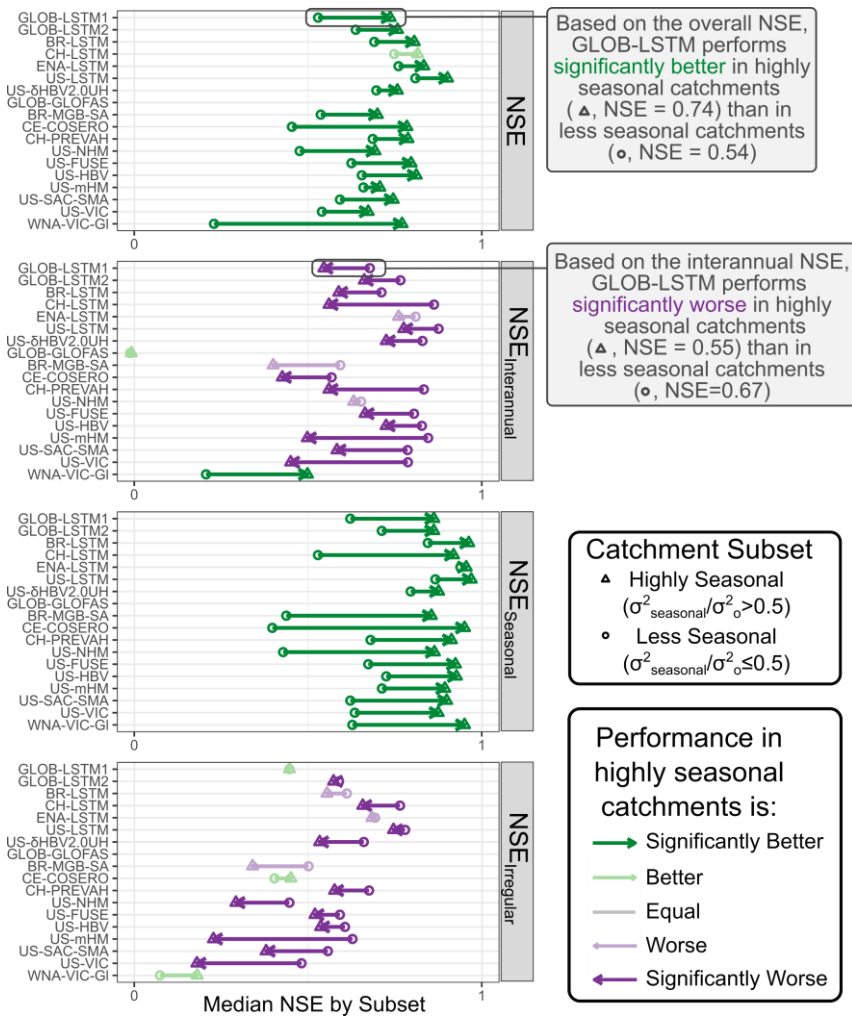 GLOB-LSTM1
GLOB-LSTM2
BR-LSTM
CH-LSTM
ENA-LSTM
US-LSTM
US-δHBV2.0UH
GLOB-GLOFAS
BR-MGB-SA
CE-COSERO
CH-PREVAH
US-NHM
US-FUSE
US-HBV
US-mHM
US-SAC-SMA
US-VIC
WNA-VIC-Gl
0
1
NSE
Based on the overall NSE,
GLOB-LSTM performs
significantly better in highly
seasonal catchments
(▵, NSE = 0.74) than in
less seasonal catchments
(o, NSE = 0.54)
GLOB-LSTM1
GLOB-LSTM2
BR-LSTM
CH-LSTM
ENA-LSTM
US-LSTM
US-δHBV2.0UH
GLOB-GLOFAS
BR-MGB-SA
CE-COSERO
CH-PREVAH
US-NHM
US-FUSE
US-HBV
US-mHM
US-SAC-SMA
US-VIC
WNA-VIC-Gl
0
1
NSE_Interannual
Based on the interannual NSE,
GLOB-LSTM performs
significantly worse in highly
seasonal catchments
(▵, NSE = 0.55) than in
less seasonal catchments
(o, NSE=0.67)
GLOB-LSTM1
GLOB-LSTM2
BR-LSTM
CH-LSTM
ENA-LSTM
US-LSTM
US-δHBV2.0UH
GLOB-GLOFAS
BR-MGB-SA
CE-COSERO
CH-PREVAH
US-NHM
US-FUSE
US-HBV
US-mHM
US-SAC-SMA
US-VIC
WNA-VIC-Gl
0
1
NSE_Seasonal
Catchment Subset
▵ Highly Seasonal
(σ²seasonal/σ²o>0.5)
o Less Seasonal
(σ²seasonal/σ²o≤0.5)
GLOB-LSTM1
GLOB-LSTM2
BR-LSTM
CH-LSTM
ENA-LSTM
US-LSTM
US-δHBV2.0UH
GLOB-GLOFAS
BR-MGB-SA
CE-COSERO
CH-PREVAH
US-NHM
US-FUSE
US-HBV
US-mHM
US-SAC-SMA
US-VIC
WNA-VIC-Gl
0
1
NSE_Irregular
Median NSE by Subset
Performance in
highly seasonal
catchments is:
Significantly Better
Better
Equal
Worse
Significantly Worse